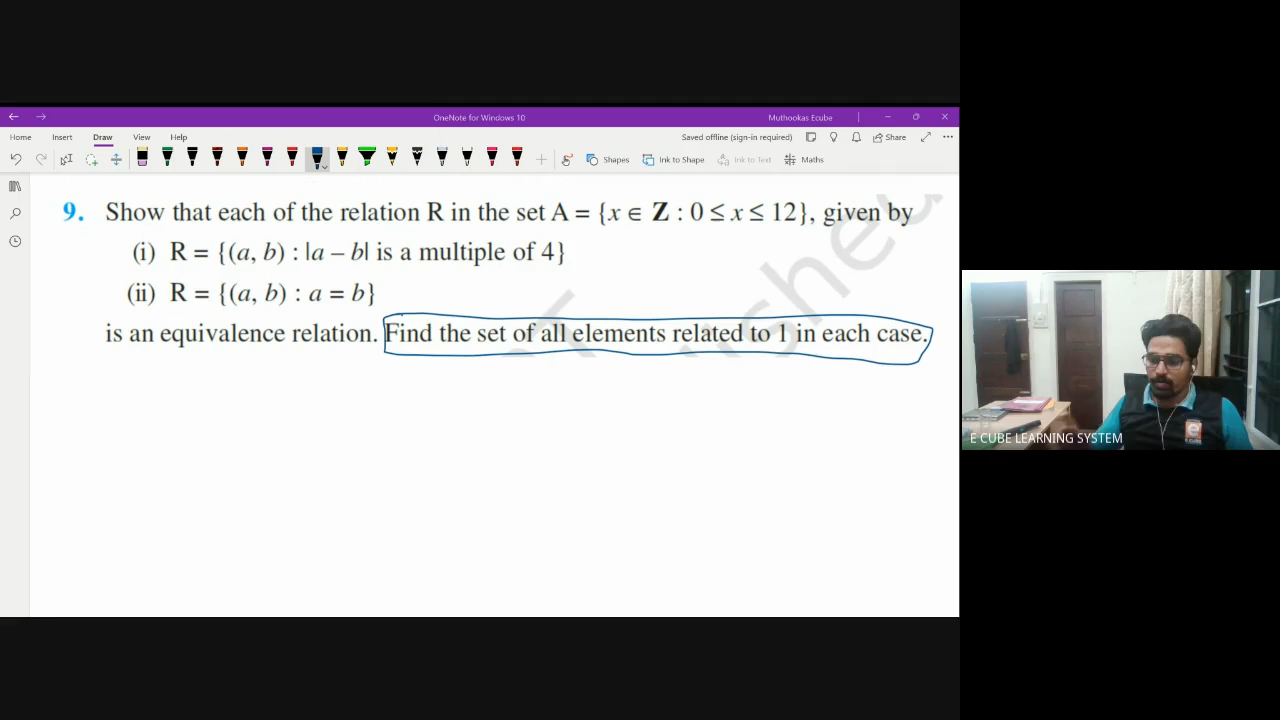 OneNote for Windows 10
Muthookas Ecube
Home Insert Draw View Help
Saved offline (sign-in required)
Share
Shapes
Ink to Shape
Ink to Text
Maths
9. Show that each of the relation R in the set A = {x ∈ Z : 0 ≤ x ≤ 12}, given by
(i) R = {(a, b) : |a – b| is a multiple of 4}
(ii) R = {(a, b) : a = b}
is an equivalence relation. Find the set of all elements related to 1 in each case.
E CUBE LEARNING SYSTEM